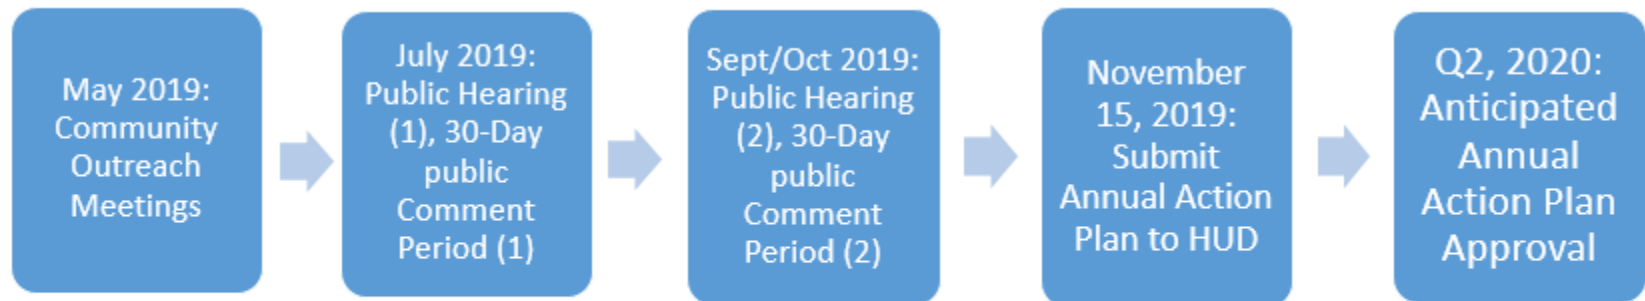 May 2019:
Community
Outreach
Meetings
July 2019:
Public Hearing
(1), 30-Day
public
Comment
Period (1)
Sept/Oct 2019:
Public Hearing
(2), 30-Day
public
Comment
Period (2)
November
15, 2019:
Submit
Annual Action
Plan to HUD
Q2, 2020:
Anticipated
Annual
Action Plan
Approval